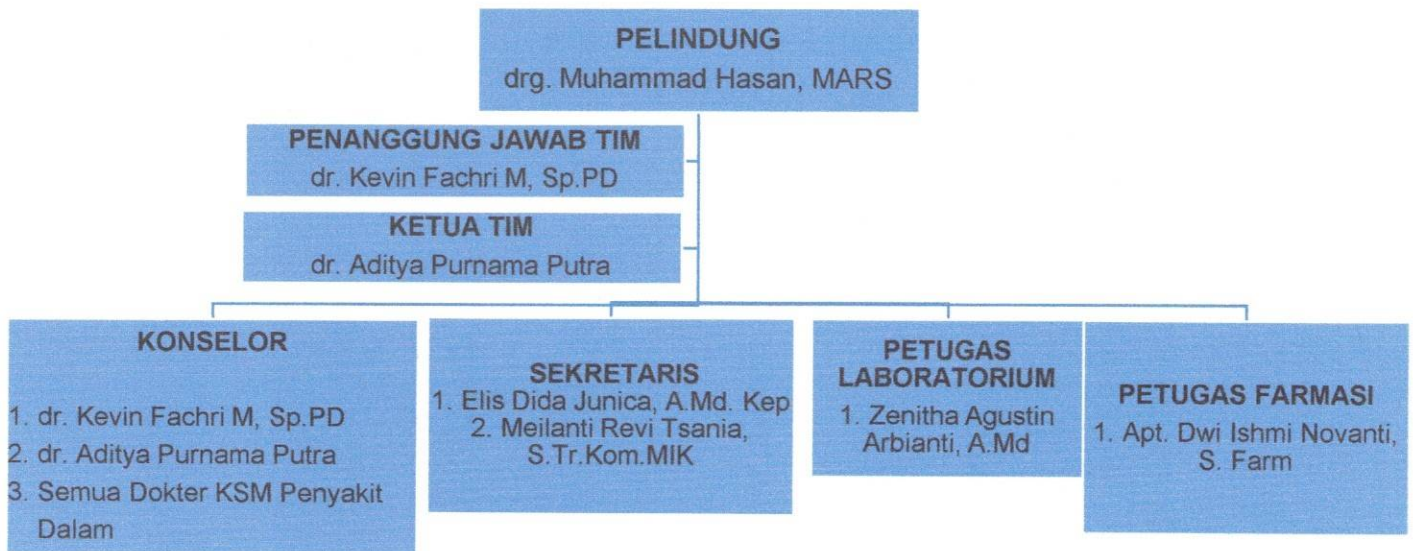 PELINDUNG
drg. Muhammad Hasan, MARS
PENANGGUNG JAWAB TIM
dr. Kevin Fachri M, Sp.PD
KETUA TIM
dr. Aditya Purnama Putra
KONSELOR
1. dr. Kevin Fachri M, Sp.PD
2. dr. Aditya Purnama Putra
3. Semua Dokter KSM Penyakit
Dalam
SEKRETARIS
1. Elis Dida Junica, A.Md. Kep
2. Meilanti Revi Tsania,
S.Tr.Kom.MIK
PETUGAS
LABORATORIUM
1. Zenitha Agustin
Arbianti, A.Md
PETUGAS FARMASI
1. Apt. Dwi Ishmi Novanti,
S. Farm